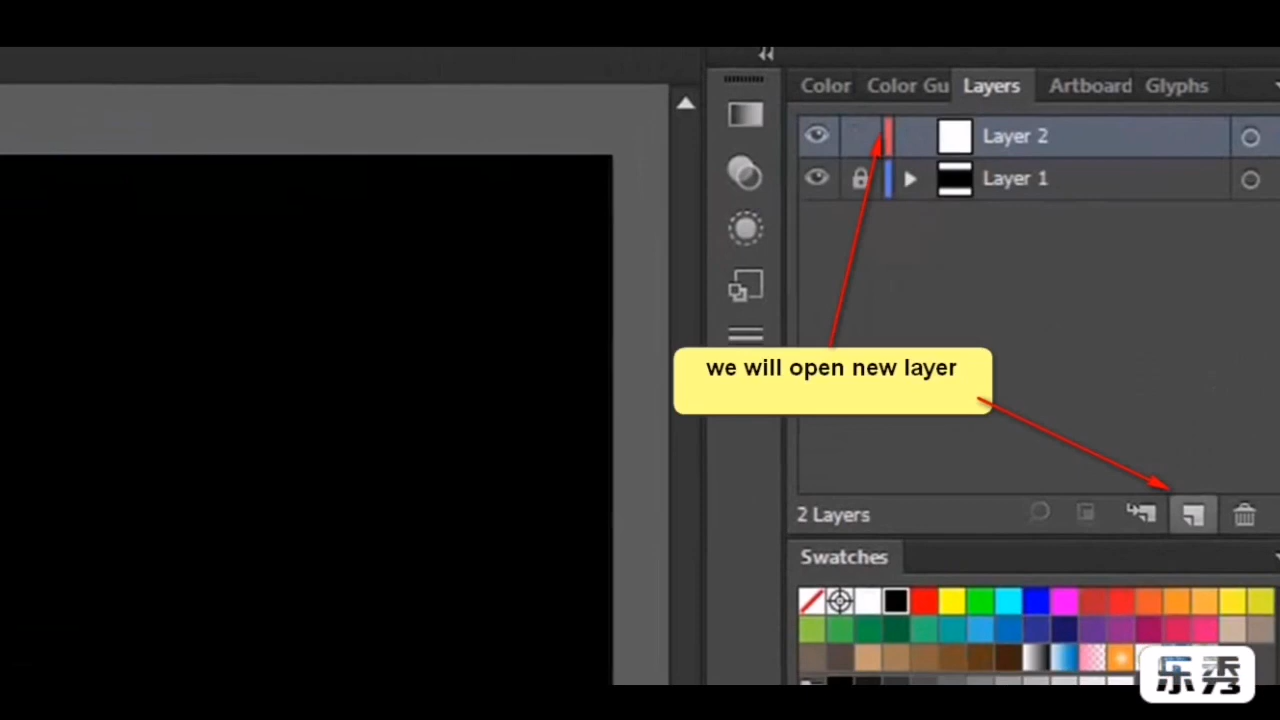 Color
Color Gu
Layers
Artboard
Glyphs
Layer 2
Layer 1
we will open new layer
2 Layers
Swatches
乐秀